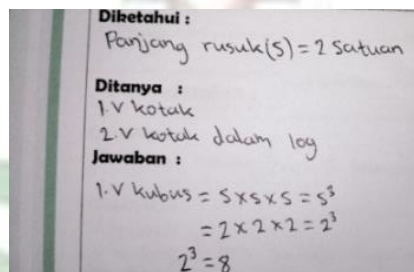 Diketahui :
Panjang rusuk(s) = 2 satuan
Ditanya :
1. V kotak
2. V kotak dalam log
Jawaban :
1. V kubus = s x s x s = s³
= 2 x 2 x 2 = 2³
2³ = 8